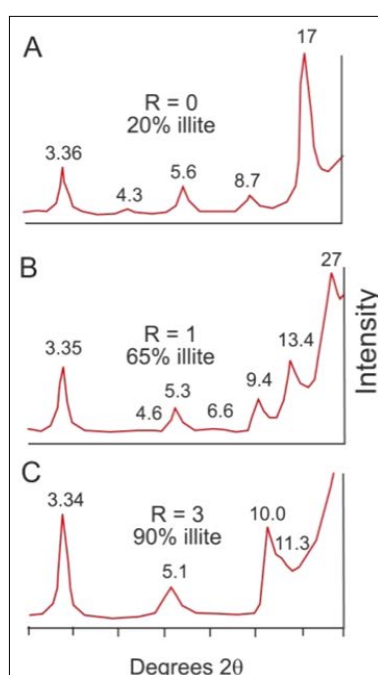 A
17
R = 0
20% illite
3.36
4.3
5.6
8.7
B
27
R = 1
65% illite
3.35
4.6
5.3
6.6
9.4
13.4
Intensity
C
3.34
R = 3
90% illite
5.1
10.0
11.3
Degrees 2θ